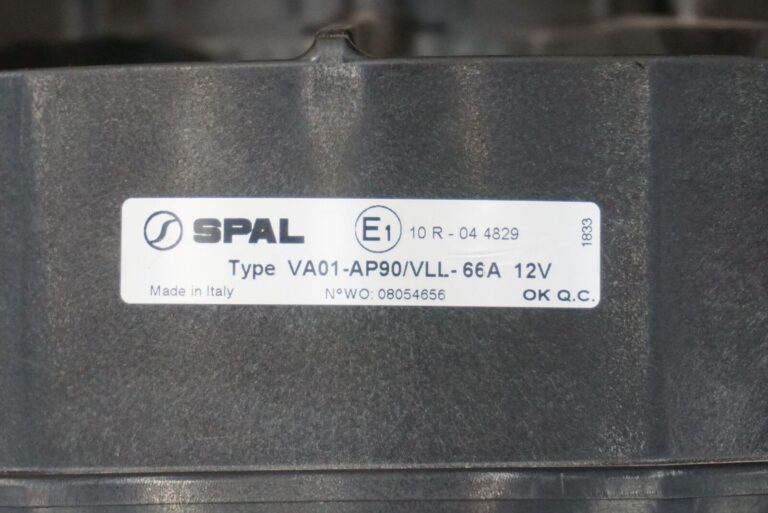 SPAL E1 10 R - 04 4829
1833
Type VA01-AP90/VLL- 66A 12V
Made in Italy N°WO: 08054656 OK Q.C.